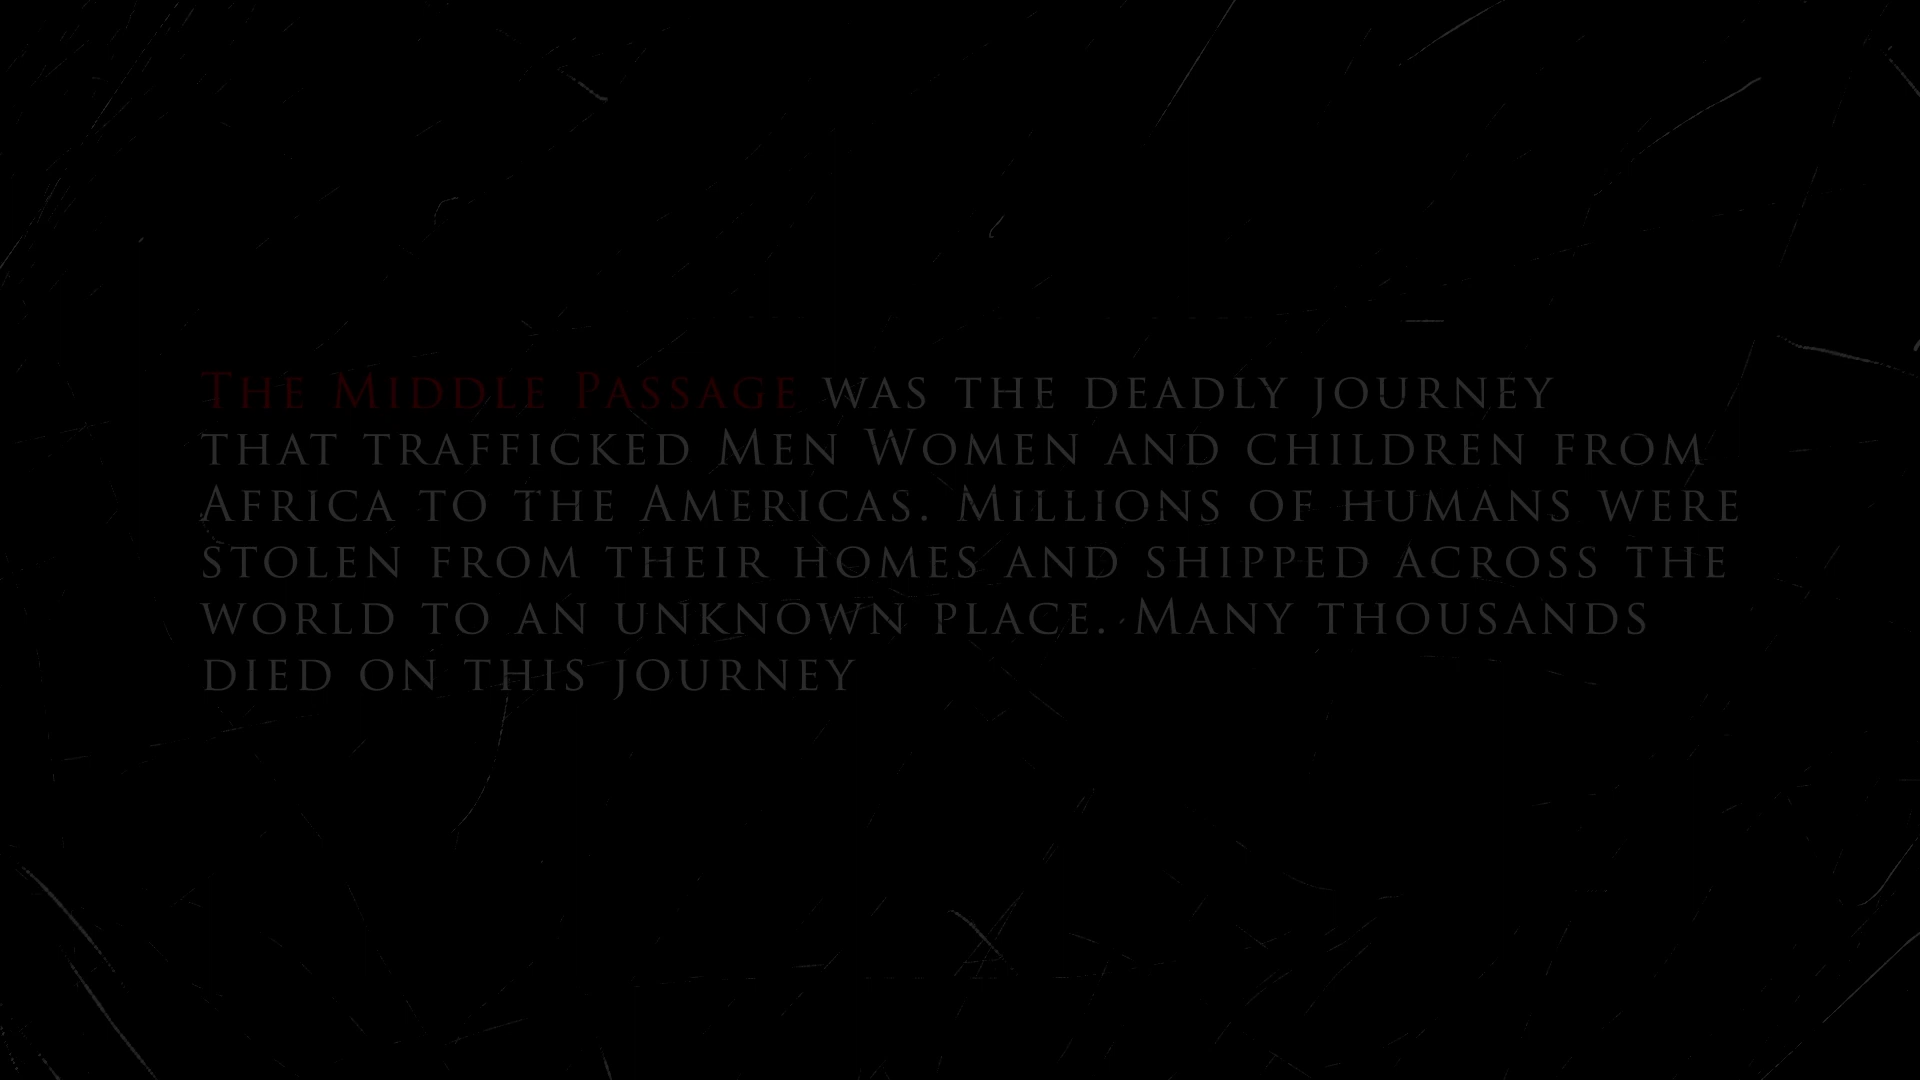 The Middle Passage was the deadly journey
that trafficked Men Women and children from
Africa to the Americas. Millions of humans were
stolen from their homes and shipped across the
world to an unknown place. Many thousands
died on this journey